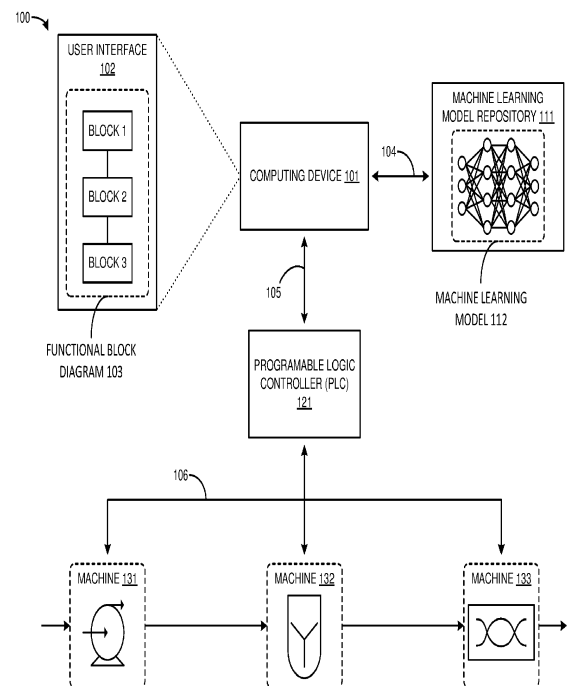 100
USER INTERFACE
102
BLOCK 1
BLOCK 2
BLOCK 3
FUNCTIONAL BLOCK
DIAGRAM 103
COMPUTING DEVICE 101
104
MACHINE LEARNING
MODEL REPOSITORY 111
MACHINE LEARNING
MODEL 112
105
PROGRAMABLE LOGIC
CONTROLLER (PLC)
121
106
MACHINE 131
MACHINE 132
MACHINE 133